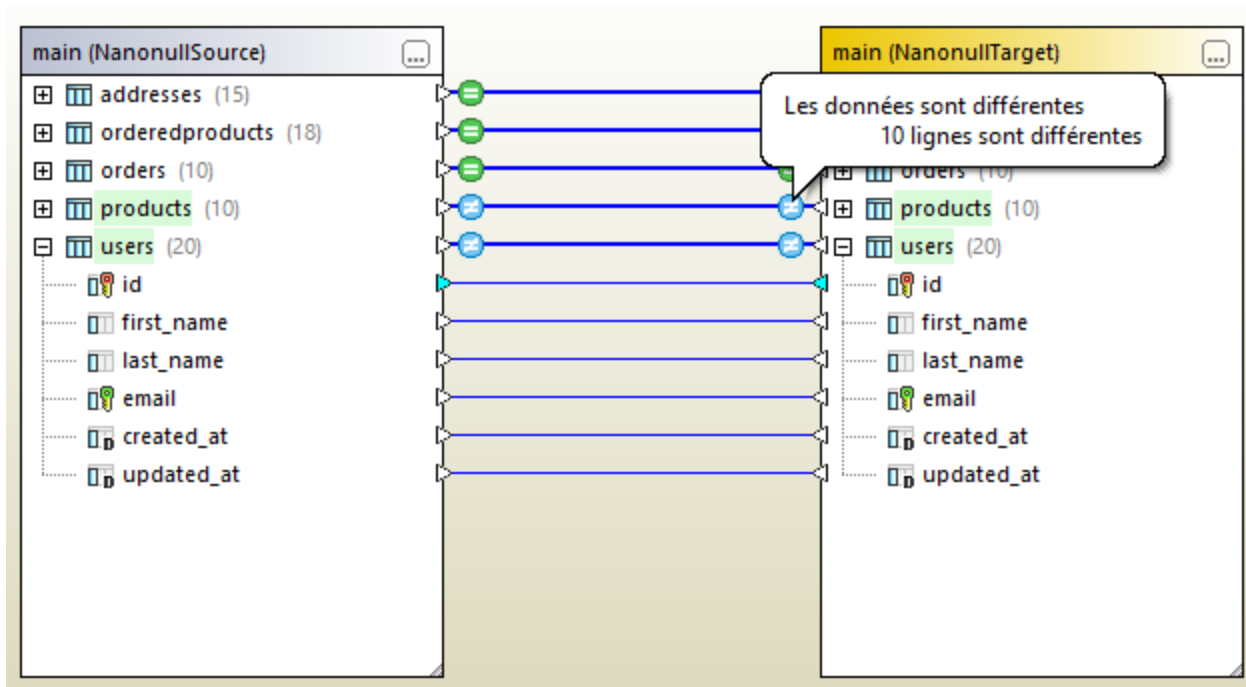 main (NanonullSource)
...
addresses (15)
orderedproducts (18)
orders (10)
products (10)
users (20)
id
first_name
last_name
email
created_at
updated_at
main (NanonullTarget)
...
Les données sont différentes
10 lignes sont différentes
orders (10)
products (10)
users (20)
id
first_name
last_name
email
created_at
updated_at